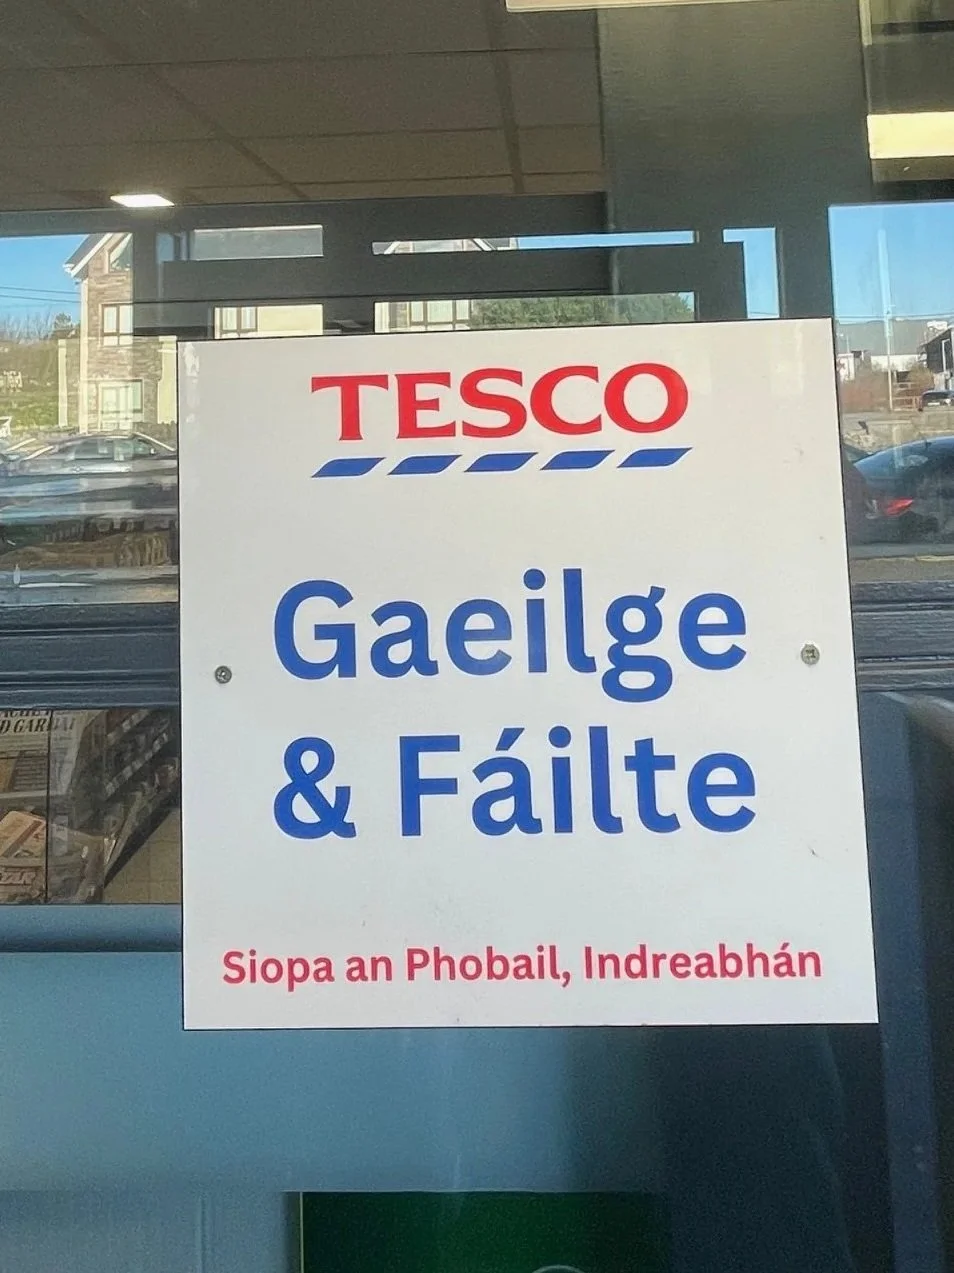 TESCO
Gaeilge
& Fáilte
Siopa an Phobail, Indreabhán